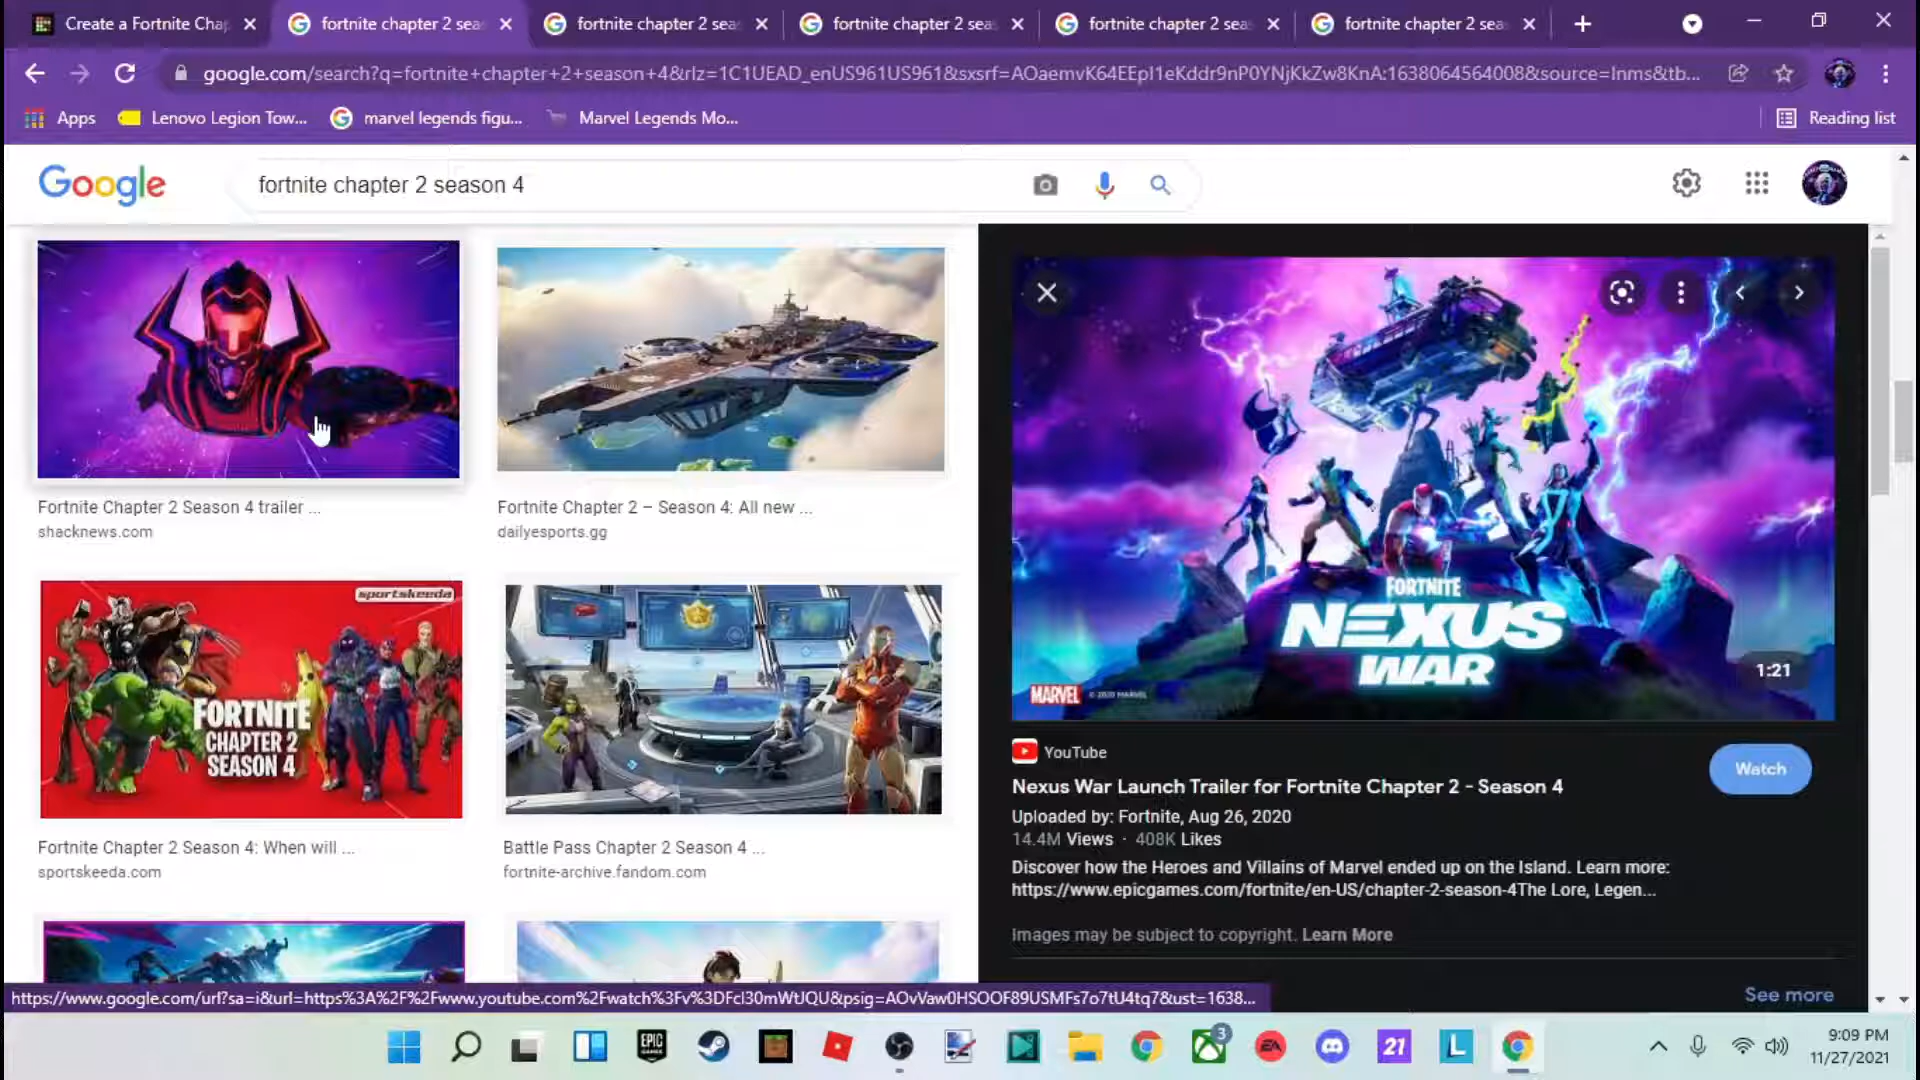 Create a Fortnite Chap
fortnite chapter 2 sea
fortnite chapter 2 sea
fortnite chapter 2 sea
fortnite chapter 2 sea
fortnite chapter 2 sea
google.com/search?q=fortnite+chapter+2+season+4&rlz=1C1UEAD_enUS961US961&sxsrf=AOaemvK64EEpI1eKddr9nP0YNjKkZw8KnA:1638064564008&source=lnms&tb...
Apps
Lenovo Legion Tow...
marvel legends figu...
Marvel Legends Mo...
Reading list
Google
fortnite chapter 2 season 4
Fortnite Chapter 2 Season 4 trailer ...
shacknews.com
Fortnite Chapter 2 – Season 4: All new ...
dailyesports.gg
sportskeeda
FORTNITE
CHAPTER 2
SEASON 4
Fortnite Chapter 2 Season 4: When will ...
sportskeeda.com
Battle Pass Chapter 2 Season 4 ...
fortnite-archive.fandom.com
FORTNITE
NEXUS
WAR
MARVEL © 2020 MARVEL
1:21
YouTube
Watch
Nexus War Launch Trailer for Fortnite Chapter 2 - Season 4
Uploaded by: Fortnite, Aug 26, 2020
14.4M Views · 408K Likes
Discover how the Heroes and Villains of Marvel ended up on the Island. Learn more:
https://www.epicgames.com/fortnite/en-US/chapter-2-season-4The Lore, Legen...
Images may be subject to copyright. Learn More
See more
https://www.google.com/url?sa=i&url=https%3A%2F%2Fwww.youtube.com%2Fwatch%3Fv%3DFcl30mWtJQU&psig=AOvVaw0HSOOF89USMFs7o7tU4tq7&ust=1638...
EPIC
GAMES
3
EA
21
L
9:09 PM
11/27/2021